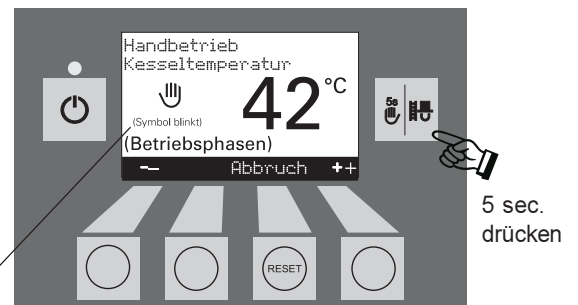 Handbetrieb
Kesseltemperatur
42 °C
(Symbol blinkt)
(Betriebsphasen)
-- Abbruch ++
5s
RESET
5 sec.
drücken